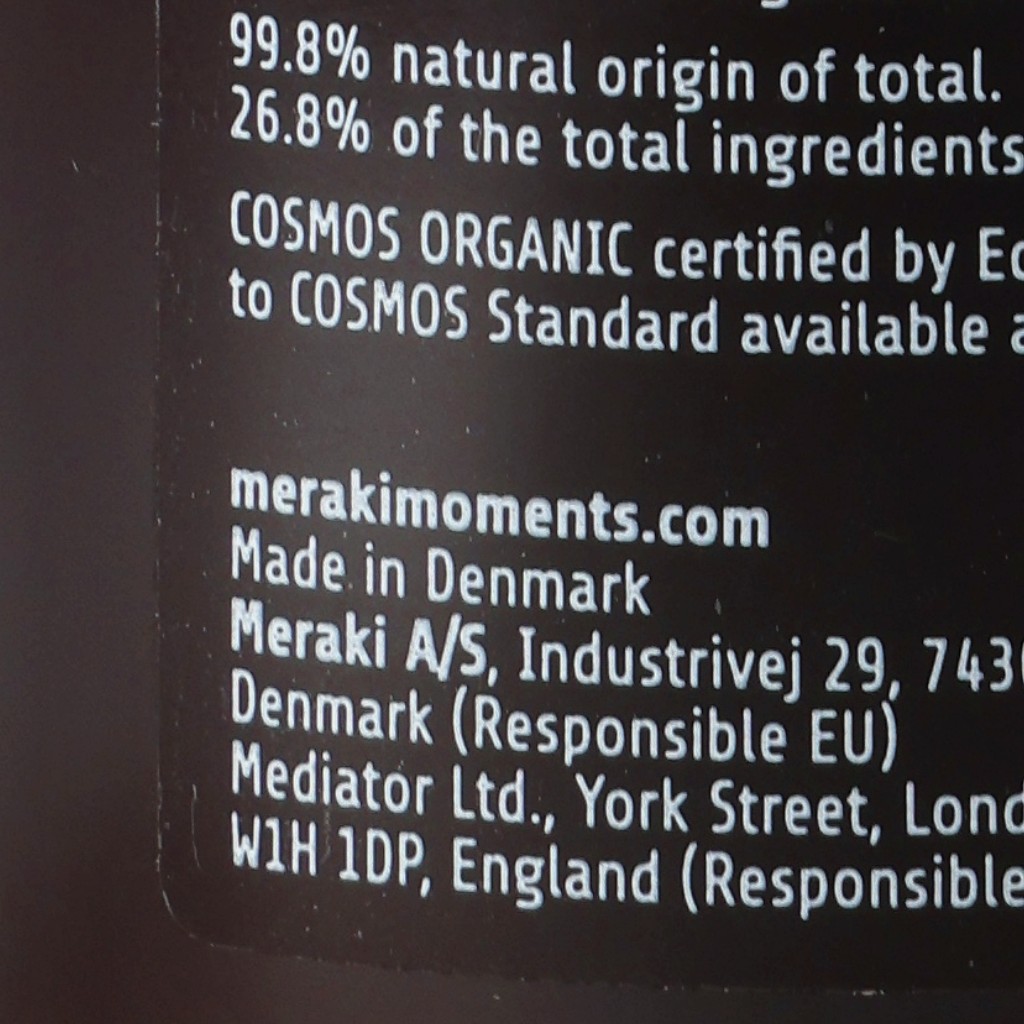 99.8% natural origin of total.
26.8% of the total ingredients
COSMOS ORGANIC certified by
to COSMOS Standard available
merakimoments.com
Made in Denmark
Meraki A/S, Industrivej 29,
Denmark (Responsible EU)
Mediator Ltd., York Street,
W1H 1DP, England (Responsible